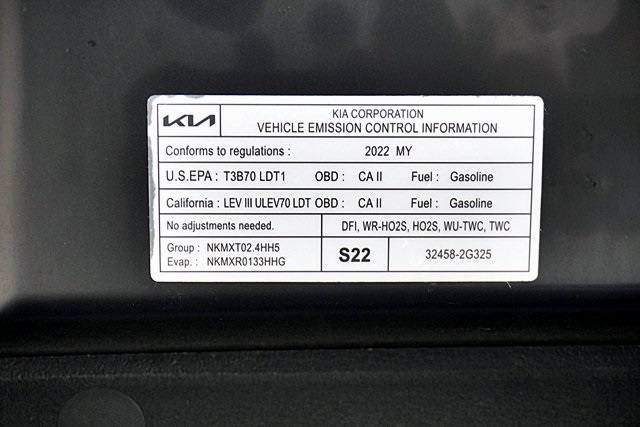 KIA
KIA CORPORATION
VEHICLE EMISSION CONTROL INFORMATION
Conforms to regulations : 2022 MY
U.S.EPA : T3B70 LDT1 OBD : CA II Fuel : Gasoline
California : LEV III ULEV70 LDT OBD : CA II Fuel : Gasoline
No adjustments needed. DFI, WR-HO2S, HO2S, WU-TWC, TWC
Group : NKMXT02.4HH5
Evap. : NKMXR0133HHG
S22 32458-2G325